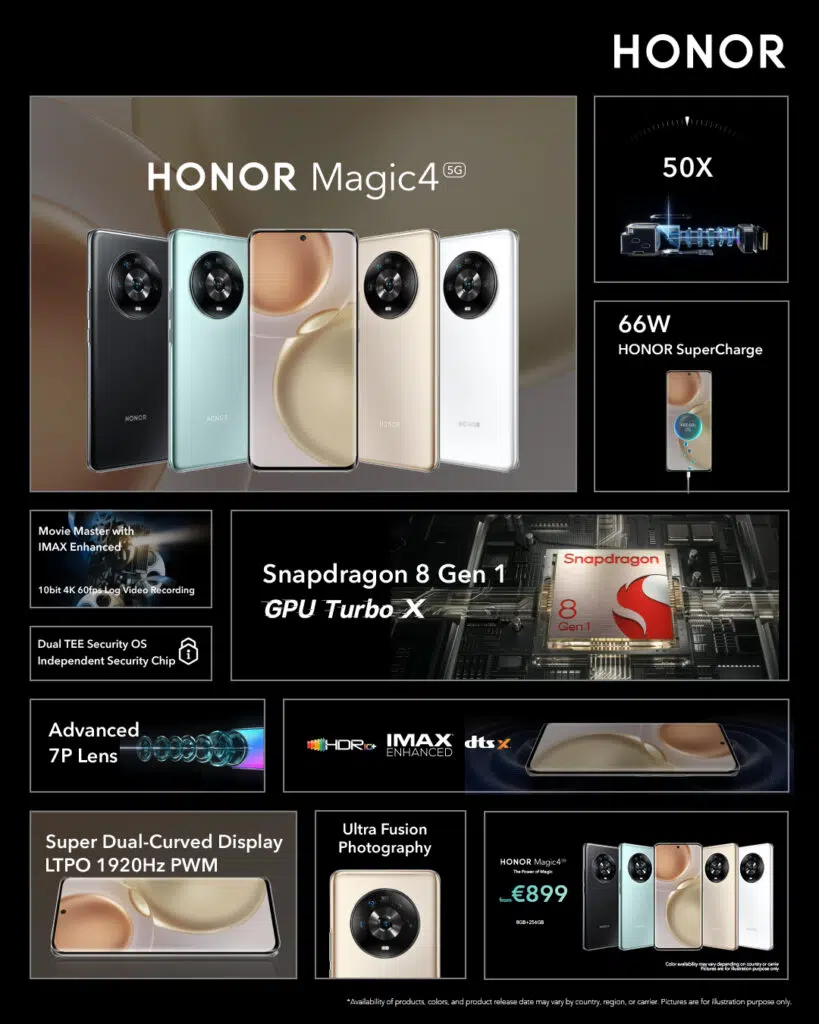 HONOR
HONOR Magic4 5G
HONOR
HONOR
HONOR
HONOR
50X
66W
HONOR SuperCharge
Movie Master with
IMAX Enhanced
10bit 4K 60fps Log Video Recording
Dual TEE Security OS
Independent Security Chip
Snapdragon 8 Gen 1
GPU Turbo X
Snapdragon
8
Gen 1
Advanced
7P Lens
HDR10+
IMAX
ENHANCED
dts X
Super Dual-Curved Display
LTPO 1920Hz PWM
Ultra Fusion
Photography
HONOR Magic4 5G
The Power of Magic
from €899
8GB+256GB
Color availability may vary depending on country or carrier
Pictures are for illustration purpose only
*Availability of products, colors, and product release date may vary by country, region, or carrier. Pictures are for illustration purpose only.